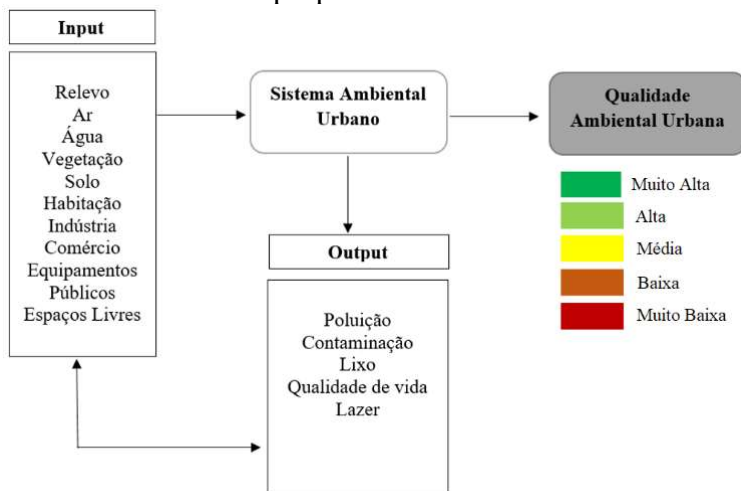 Input
Relevo
Ar
Água
Vegetação
Solo
Habitação
Indústria
Comércio
Equipamentos
Públicos
Espaços Livres
Sistema Ambiental
Urbano
Output
Poluição
Contaminação
Lixo
Qualidade de vida
Lazer
Qualidade
Ambiental Urbana
Muito Alta
Alta
Média
Baixa
Muito Baixa